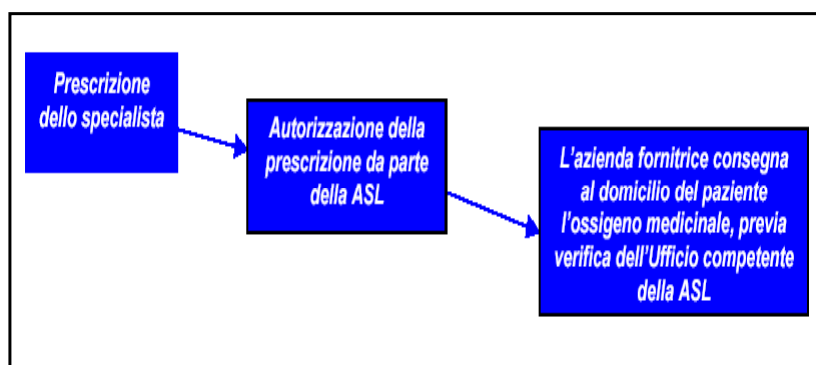 Prescrizione
dello specialista
Autorizzazione della
prescrizione da parte
della ASL
L'azienda fornitrice consegna
al domicilio del paziente
l'ossigeno medicinale, previa
verifica dell'Ufficio competente
della ASL